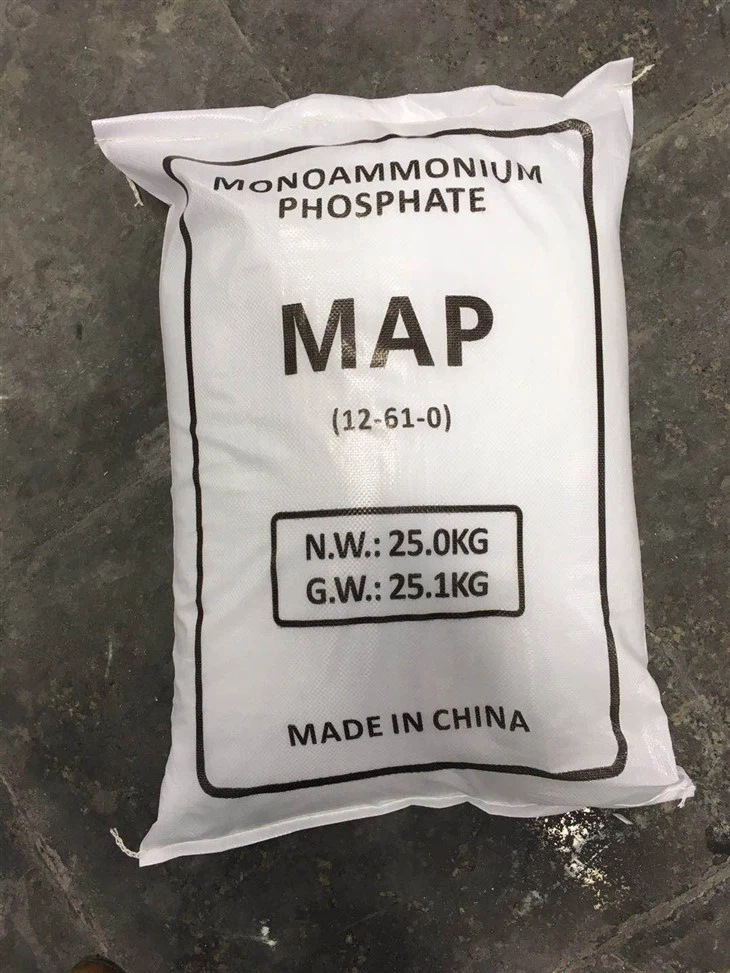 MONOAMMONIUM
PHOSPHATE
MAP
(12-61-0)
N.W.: 25.0KG
G.W.: 25.1KG
MADE IN CHINA